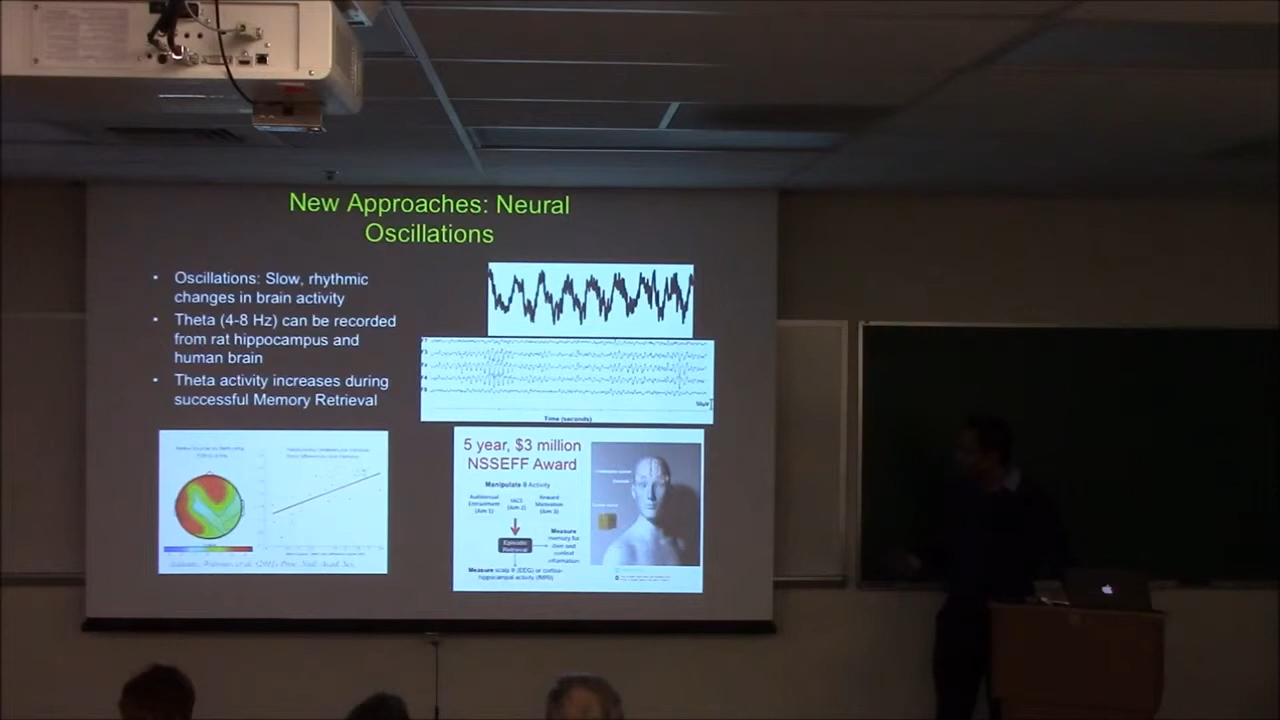 New Approaches: Neural
Oscillations
• Oscillations: Slow, rhythmic
changes in brain activity
• Theta (4-8 Hz) can be recorded
from rat hippocampus and
human brain
• Theta activity increases during
successful Memory Retrieval
Time (seconds)
5 year, $3 million
NSSEFF Award
Manipulate θ Activity
Audiovisual
Entrainment
(Aim 1)
tACS
(Aim 2)
Reward
Motivation
(Aim 3)
Episodic
Retrieval
Measure
memory for
item and
context
information
Measure scalp θ (EEG) or cortico-
hippocampal activity (fMRI)